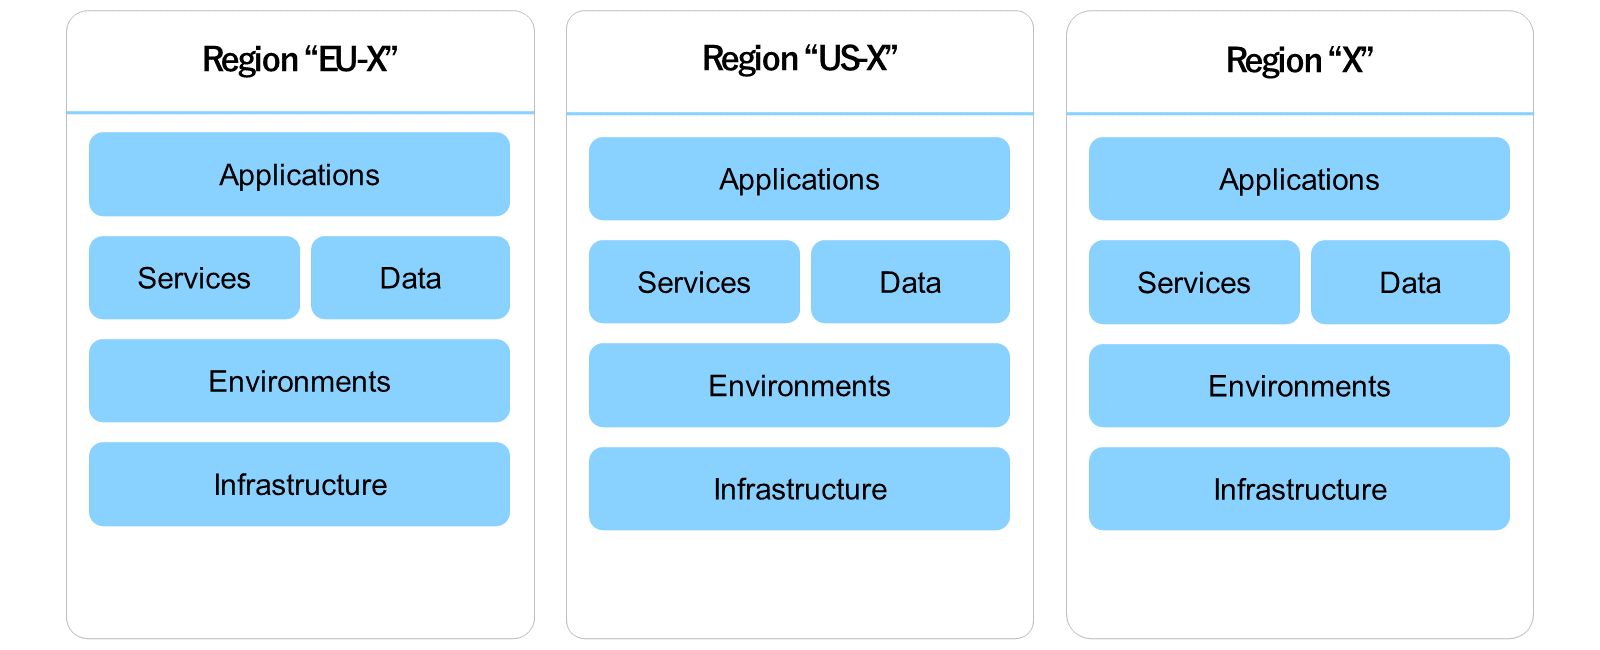 Region “EU-X”
Applications
Services
Data
Environments
Infrastructure
Region “US-X”
Applications
Services
Data
Environments
Infrastructure
Region “X”
Applications
Services
Data
Environments
Infrastructure